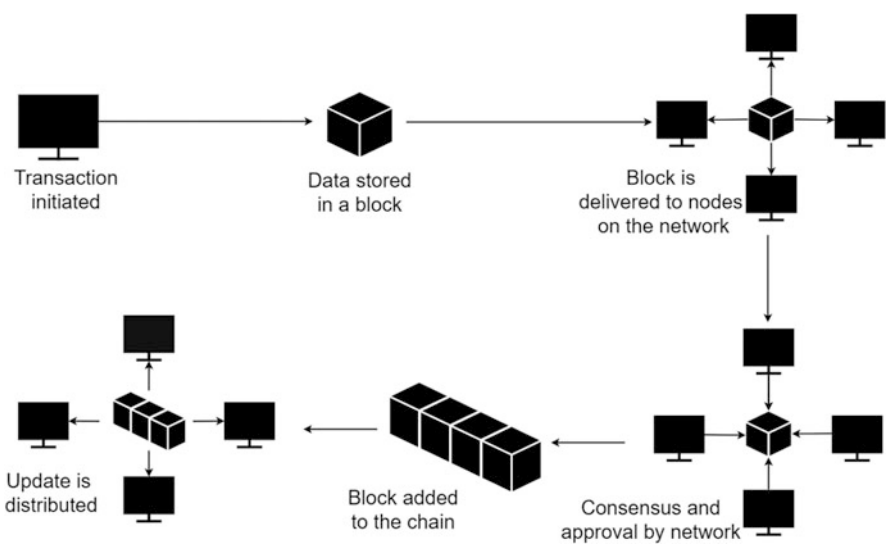 Transaction
initiated
Data stored
in a block
Block is
delivered to nodes
on the network
Consensus and
approval by network
Block added
to the chain
Update is
distributed